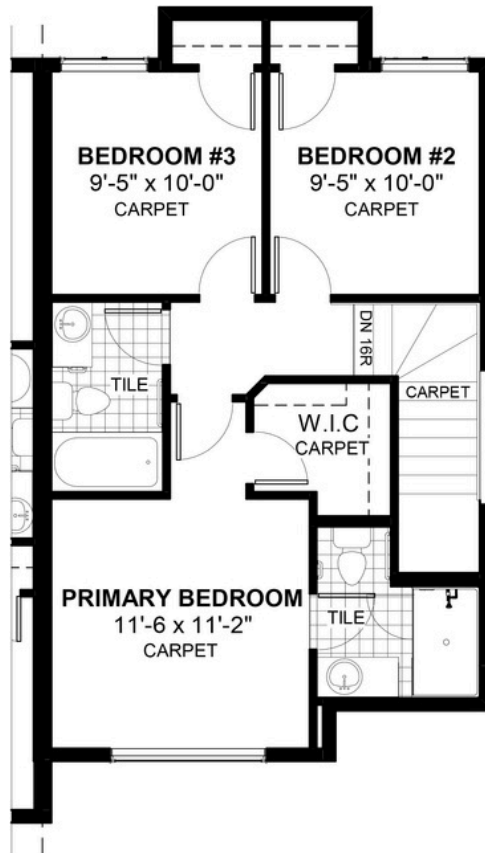 BEDROOM #3
9'-5" x 10'-0"
CARPET
BEDROOM #2
9'-5" x 10'-0"
CARPET
TILE
DN 16R
CARPET
W.I.C
CARPET
PRIMARY BEDROOM
11'-6 x 11'-2"
CARPET
TILE